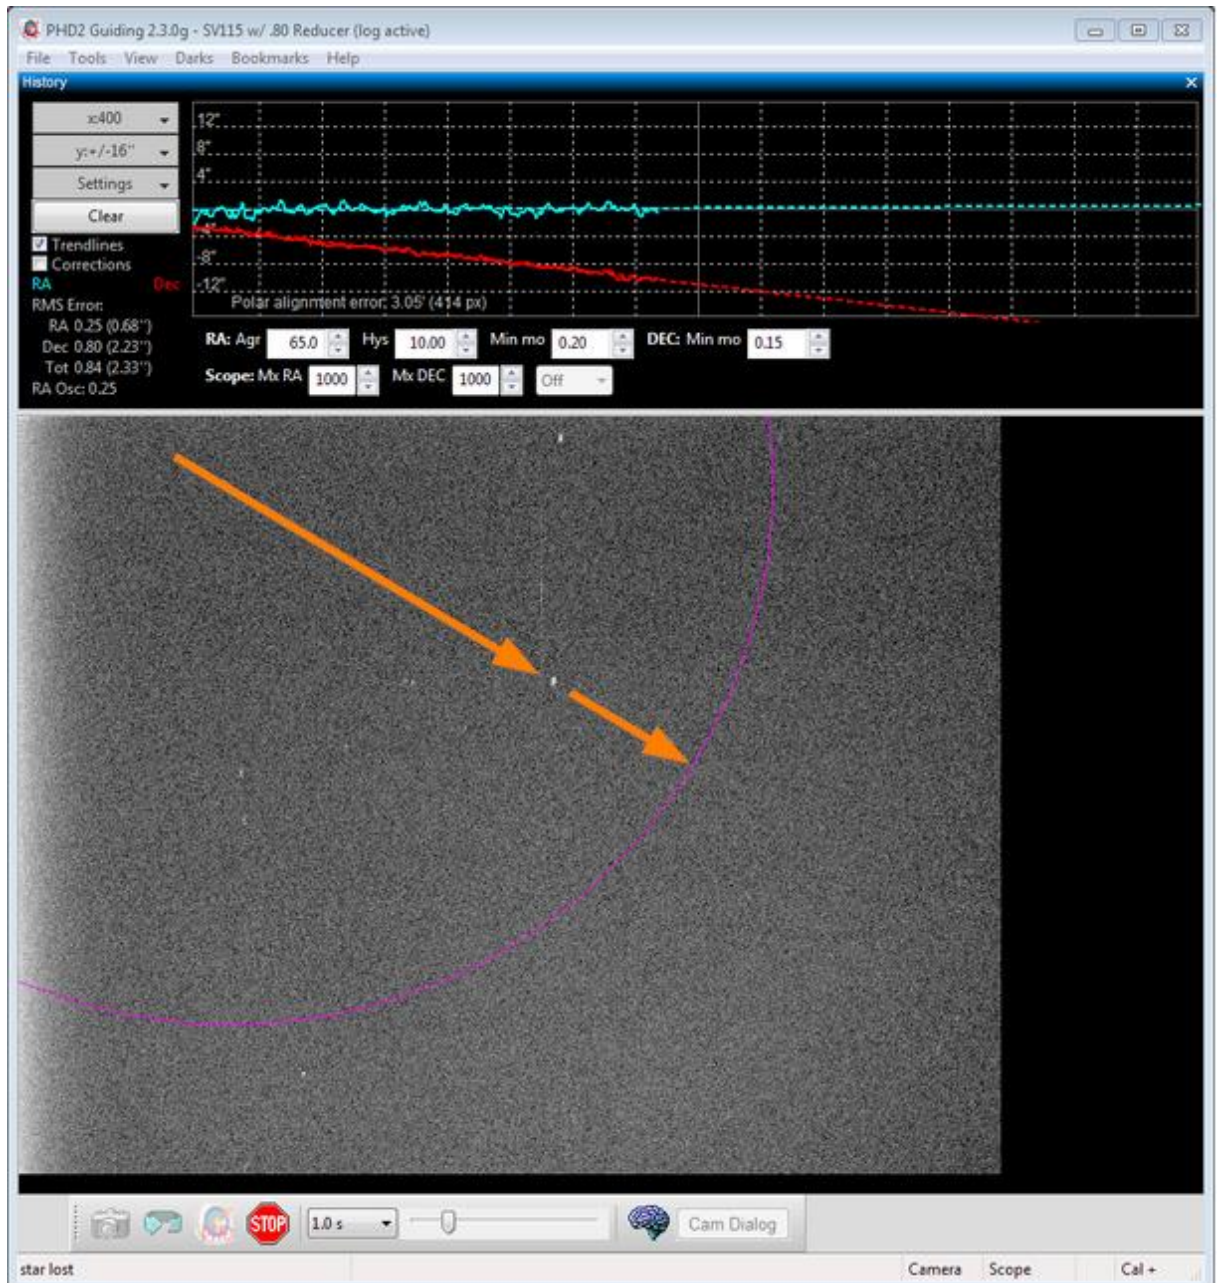 PHD2 Guiding 2.3.0g - SV115 w/ .80 Reducer (log active)
File Tools View Darks Bookmarks Help
History
x:400
y:+/-16"
Settings
Clear
Trendlines
Corrections
RA Dec
RMS Error:
RA 0.25 (0.68")
Dec 0.80 (2.23")
Tot 0.84 (2.33")
RA Osc: 0.25
12"
8"
4"
-4"
-8"
-12"
Polar alignment error: 3.05' (414 px)
RA: Agr 65.0 Hys 10.00 Min mo 0.20 DEC: Min mo 0.15
Scope: Mx RA 1000 Mx DEC 1000 Off
STOP 1.0 s Cam Dialog
star lost Camera Scope Cal +